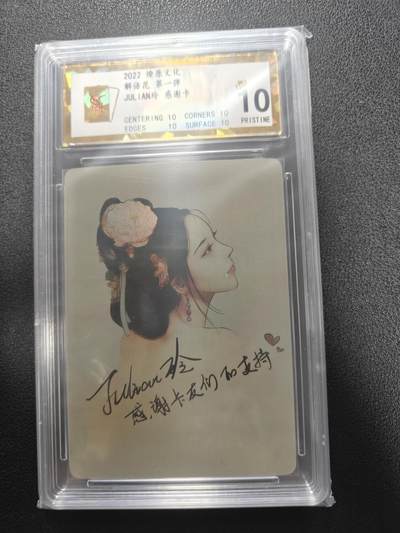 2022 燎原文化
解语花 第一弹
JULIAN玲 感谢卡
CENTERING 10 CORNERS 10
EDGES 10 SURFACE 10
10
PRISTINE
Julian玲
感谢卡友们的支持